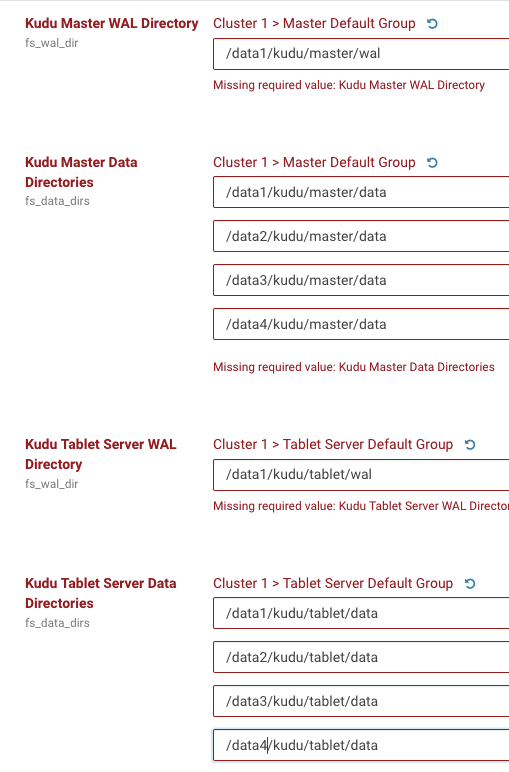 Kudu Master WAL Directory
Cluster 1 > Master Default Group
fs_wal_dir
/data1/kudu/master/wal
Missing required value: Kudu Master WAL Directory
Kudu Master Data
Directories
Cluster 1 > Master Default Group
fs_data_dirs
/data1/kudu/master/data
/data2/kudu/master/data
/data3/kudu/master/data
/data4/kudu/master/data
Missing required value: Kudu Master Data Directories
Kudu Tablet Server WAL
Directory
Cluster 1 > Tablet Server Default Group
fs_wal_dir
/data1/kudu/tablet/wal
Missing required value: Kudu Tablet Server WAL Director
Kudu Tablet Server Data
Directories
Cluster 1 > Tablet Server Default Group
fs_data_dirs
/data1/kudu/tablet/data
/data2/kudu/tablet/data
/data3/kudu/tablet/data
/data4/kudu/tablet/data